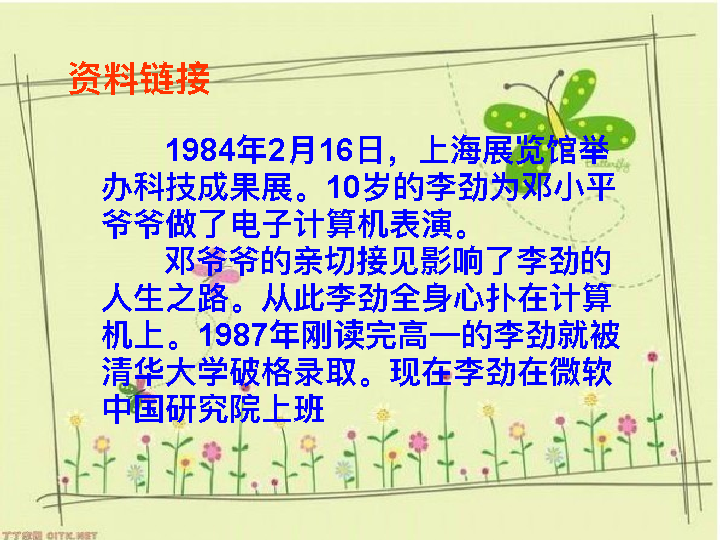 资料链接
1984年2月16日，上海展览馆举
办科技成果展。10岁的李劲为邓小平
爷爷做了电子计算机表演。
邓爷爷的亲切接见影响了李劲的
人生之路。从此李劲全身心扑在计算
机上。1987年刚读完高一的李劲就被
清华大学破格录取。现在李劲在微软
中国研究院上班
Butterfly